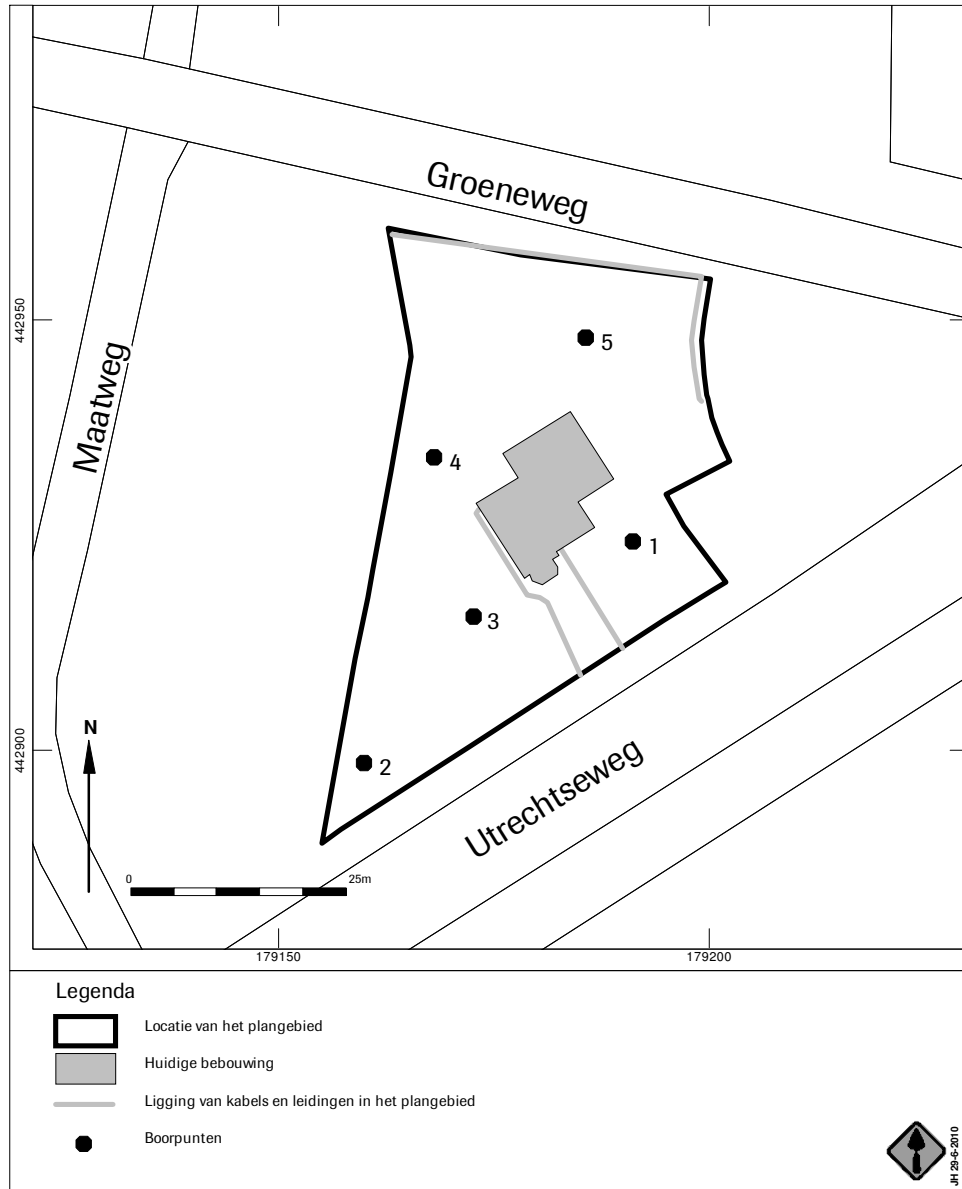 Groeneweg
442950
5
Maatweg
4
1
3
N
442900
2
Utrechtseweg
0
25m
179150
179200
Legenda
Locatie van het plangebied
Huidige bebouwing
Ligging van kabels en leidingen in het plangebied
Boorpunten
JH 29-6-2010